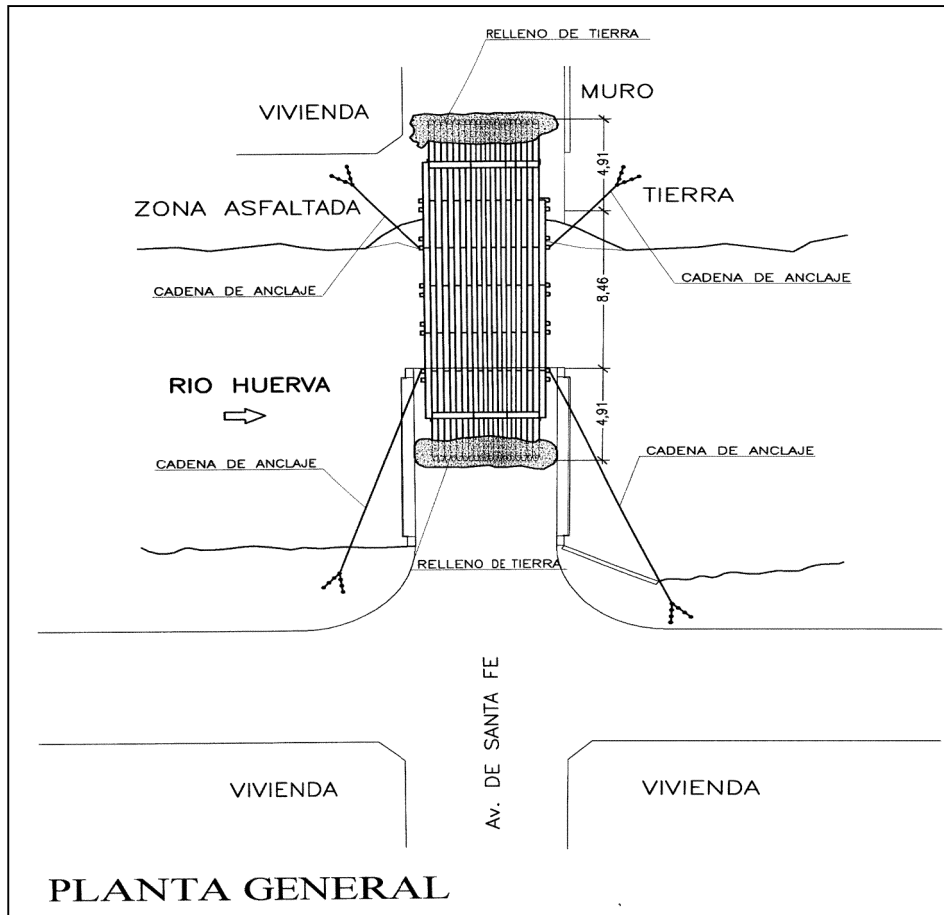 RELLENO DE TIERRA
MURO
VIVIENDA
4,91
ZONA ASFALTADA
TIERRA
CADENA DE ANCLAJE
CADENA DE ANCLAJE
8,46
RIO HUERVA
4,91
CADENA DE ANCLAJE
CADENA DE ANCLAJE
RELLENO DE TIERRA
Av. DE SANTA FE
VIVIENDA
VIVIENDA
PLANTA GENERAL